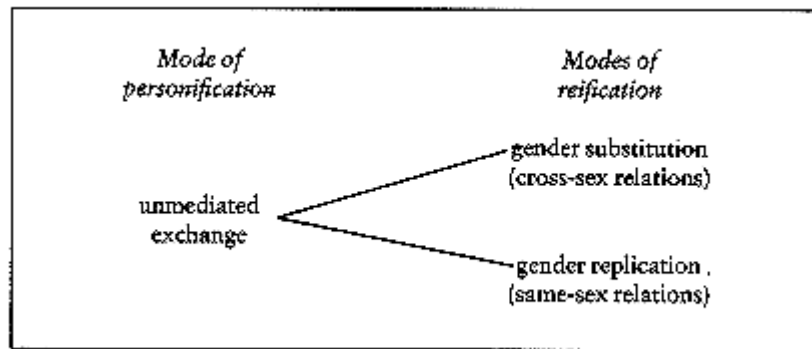 Mode of
personification
Modes of
reification
unmediated
exchange
gender substitution
(cross-sex relations)
gender replication
(same-sex relations)